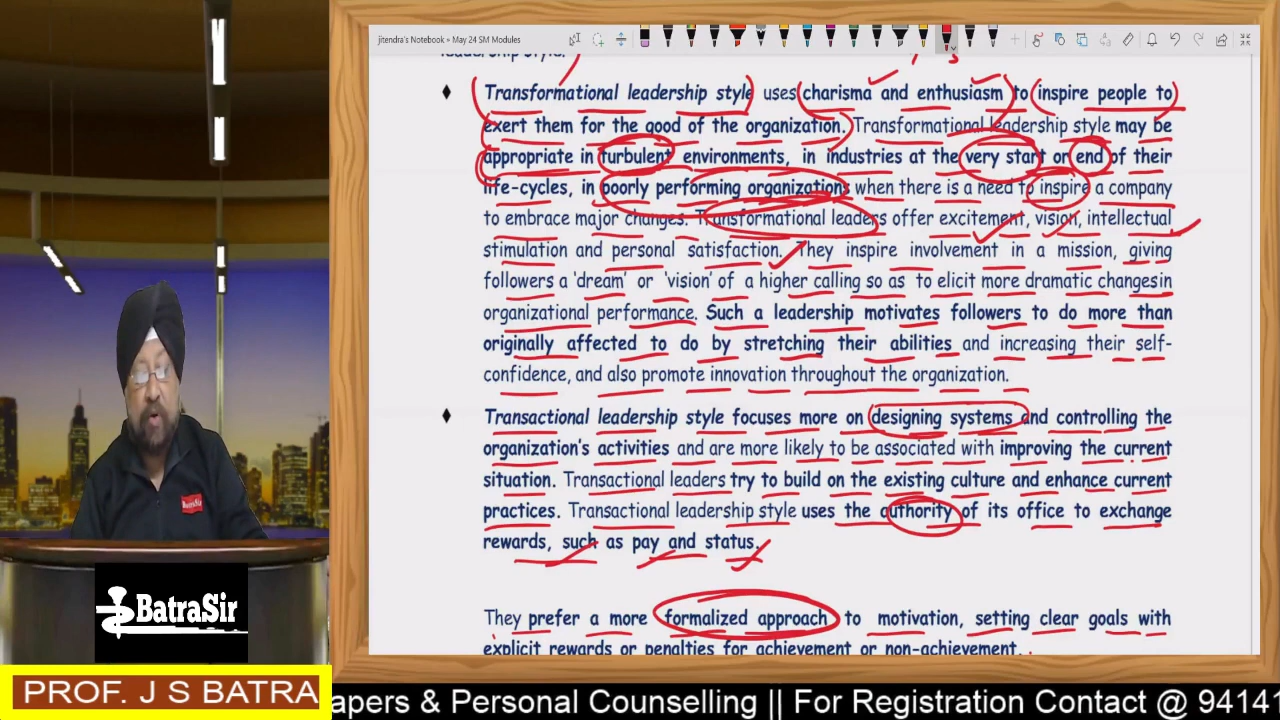 jitendra's Notebook » May 24 SM Modules
leadership style.
♦ Transformational leadership style uses charisma and enthusiasm to inspire people to
exert them for the good of the organization. Transformational leadership style may be
appropriate in turbulent environments, in industries at the very start or end of their
life-cycles, in poorly performing organizations when there is a need to inspire a company
to embrace major changes. Transformational leaders offer excitement, vision, intellectual
stimulation and personal satisfaction. They inspire involvement in a mission, giving
followers a 'dream' or 'vision' of a higher calling so as to elicit more dramatic changesin
organizational performance. Such a leadership motivates followers to do more than
originally affected to do by stretching their abilities and increasing their self-
confidence, and also promote innovation throughout the organization.
♦ Transactional leadership style focuses more on designing systems and controlling the
organization's activities and are more likely to be associated with improving the current
situation. Transactional leaders try to build on the existing culture and enhance current
practices. Transactional leadership style uses the authority of its office to exchange
rewards, such as pay and status.
They prefer a more formalized approach to motivation, setting clear goals with
explicit rewards or penalties for achievement or non-achievement.
BatraSir
PROF. J S BATRA
apers & Personal Counselling || For Registration Contact @ 94141